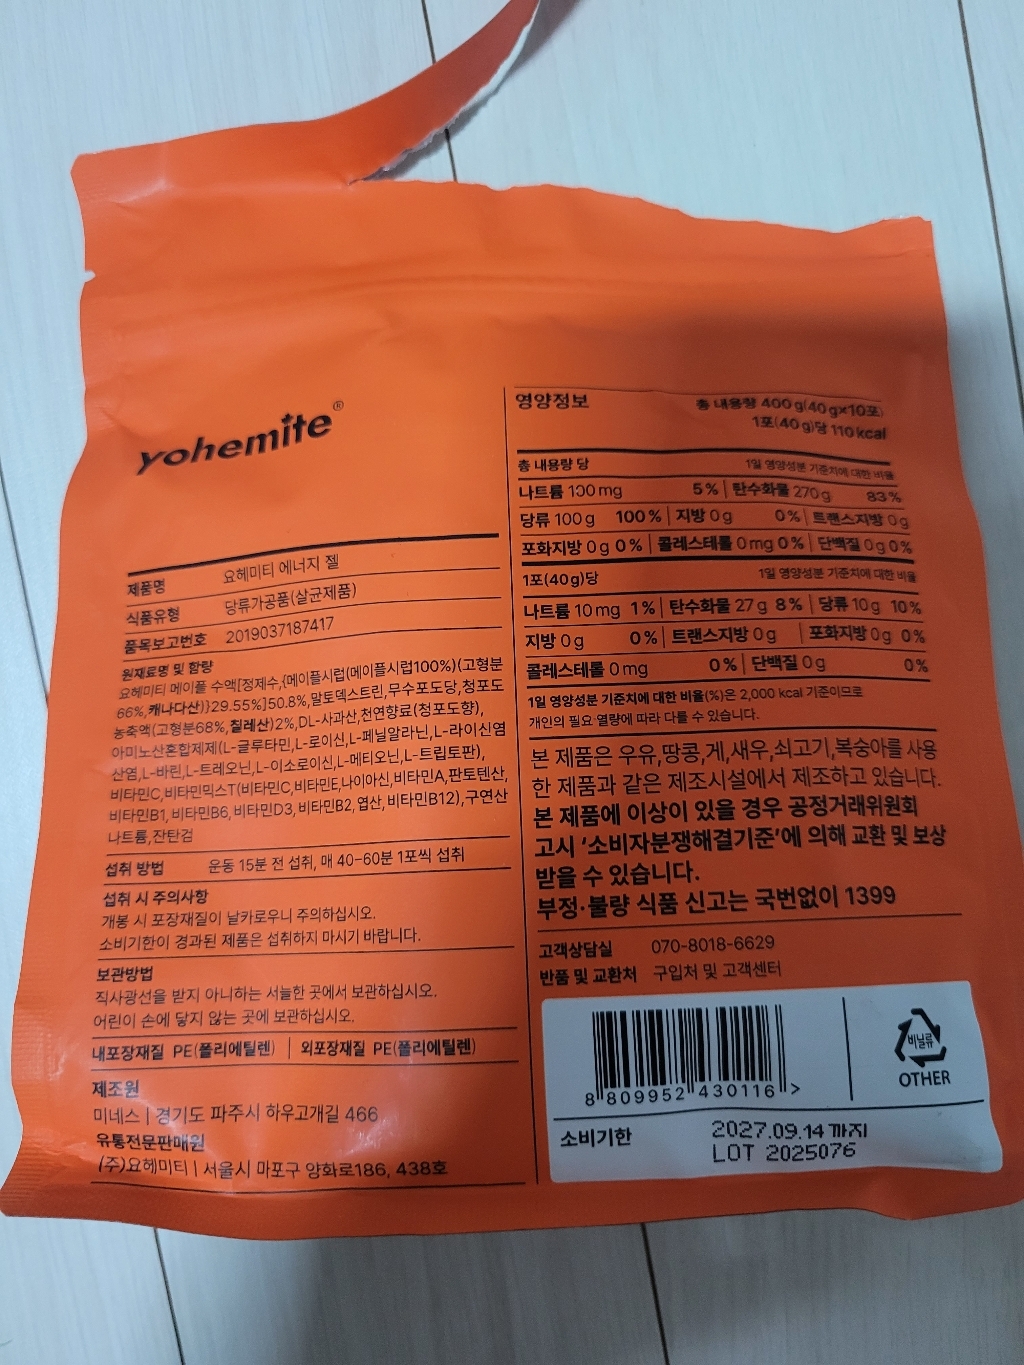 yohemite®
제품명 요헤미티 에너지 젤
식품유형 당류가공품(살균제품)
품목보고번호 2019037187417
원재료명 및 함량
요헤미티 메이플 수액[정제수,{메이플시럽(메이플시럽100%)(고형분
66%,캐나다산)}29.55%]50.8%,말토덱스트린,무수포도당,청포도
농축액(고형분68%,칠레산)2%,DL-사과산,천연향료(청포도향),
아미노산혼합제제(L-글루타민,L-로이신,L-페닐알라닌,L-라이신염
산염,L-바린,L-트레오닌,L-이소로이신,L-메티오닌,L-트립토판),
비타민C,비타민믹스T(비타민C,비타민E,나이아신,비타민A,판토텐산,
비타민B1,비타민B6,비타민D3,비타민B2,엽산,비타민B12),구연산
나트륨,잔탄검
섭취 방법 운동 15분 전 섭취, 매 40-60분 1포씩 섭취
섭취 시 주의사항
개봉 시 포장재질이 날카로우니 주의하십시오.
소비기한이 경과된 제품은 섭취하지 마시기 바랍니다.
보관방법
직사광선을 받지 아니하는 서늘한 곳에서 보관하십시오.
어린이 손에 닿지 않는 곳에 보관하십시오.
내포장재질 PE(폴리에틸렌) | 외포장재질 PE(폴리에틸렌)
제조원
미네스 | 경기도 파주시 하우고개길 466
유통전문판매원
(주)요헤미티 | 서울시 마포구 양화로186, 438호
영양정보 총 내용량 400 g(40 g×10포)
1포(40 g)당 110 kcal
총 내용량 당 1일 영양성분 기준치에 대한 비율
나트륨 100 mg 5% | 탄수화물 270 g 83%
당류 100 g 100% | 지방 0 g 0% | 트랜스지방 0 g
포화지방 0 g 0% | 콜레스테롤 0 mg 0% | 단백질 0 g 0%
1포(40 g)당 1일 영양성분 기준치에 대한 비율
나트륨 10 mg 1% | 탄수화물 27 g 8% | 당류 10 g 10%
지방 0 g 0% | 트랜스지방 0 g | 포화지방 0 g 0%
콜레스테롤 0 mg 0% | 단백질 0 g 0%
1일 영양성분 기준치에 대한 비율(%)은 2,000 kcal 기준이므로
개인의 필요 열량에 따라 다를 수 있습니다.
본 제품은 우유,땅콩,게,새우,쇠고기,복숭아를 사용
한 제품과 같은 제조시설에서 제조하고 있습니다.
본 제품에 이상이 있을 경우 공정거래위원회
고시 '소비자분쟁해결기준'에 의해 교환 및 보상
받을 수 있습니다.
부정·불량 식품 신고는 국번없이 1399
고객상담실 070-8018-6629
반품 및 교환처 구입처 및 고객센터
8 809952 430116 >
비닐류
OTHER
소비기한 2027.09.14 까지
LOT 2025076